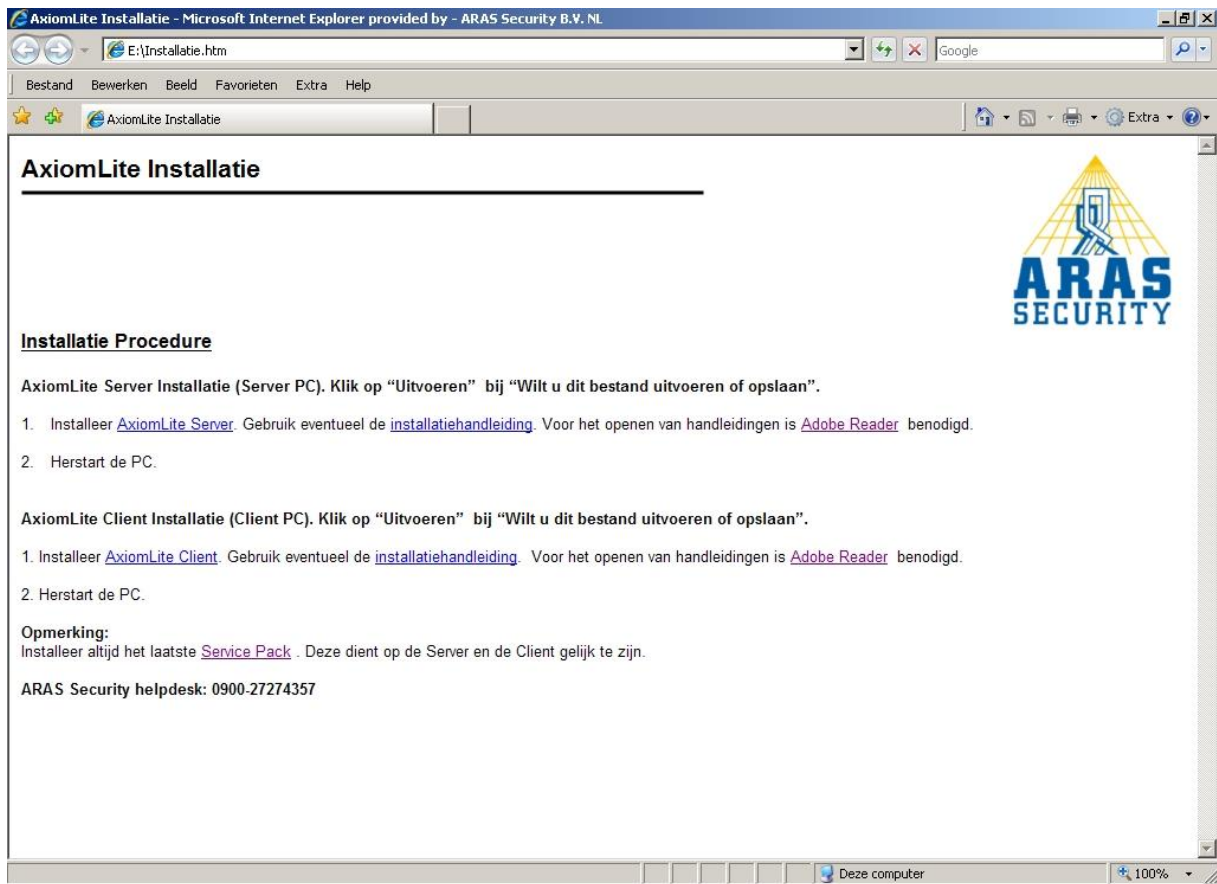 AxiomLite Installatie - Microsoft Internet Explorer provided by - ARAS Security B.V. NL
E:\Installatie.htm
Google
Bestand Bewerken Beeld Favorieten Extra Help
AxiomLite Installatie
Extra
AxiomLite Installatie
ARAS
SECURITY
Installatie Procedure
AxiomLite Server Installatie (Server PC). Klik op “Uitvoeren” bij “Wilt u dit bestand uitvoeren of opslaan”.
1. Installeer AxiomLite Server. Gebruik eventueel de installatiehandleiding. Voor het openen van handleidingen is Adobe Reader benodigd.
2. Herstart de PC.
AxiomLite Client Installatie (Client PC). Klik op “Uitvoeren” bij “Wilt u dit bestand uitvoeren of opslaan”.
1. Installeer AxiomLite Client. Gebruik eventueel de installatiehandleiding. Voor het openen van handleidingen is Adobe Reader benodigd.
2. Herstart de PC.
Opmerking:
Installeer altijd het laatste Service Pack . Deze dient op de Server en de Client gelijk te zijn.
ARAS Security helpdesk: 0900-27274357
Deze computer
100%